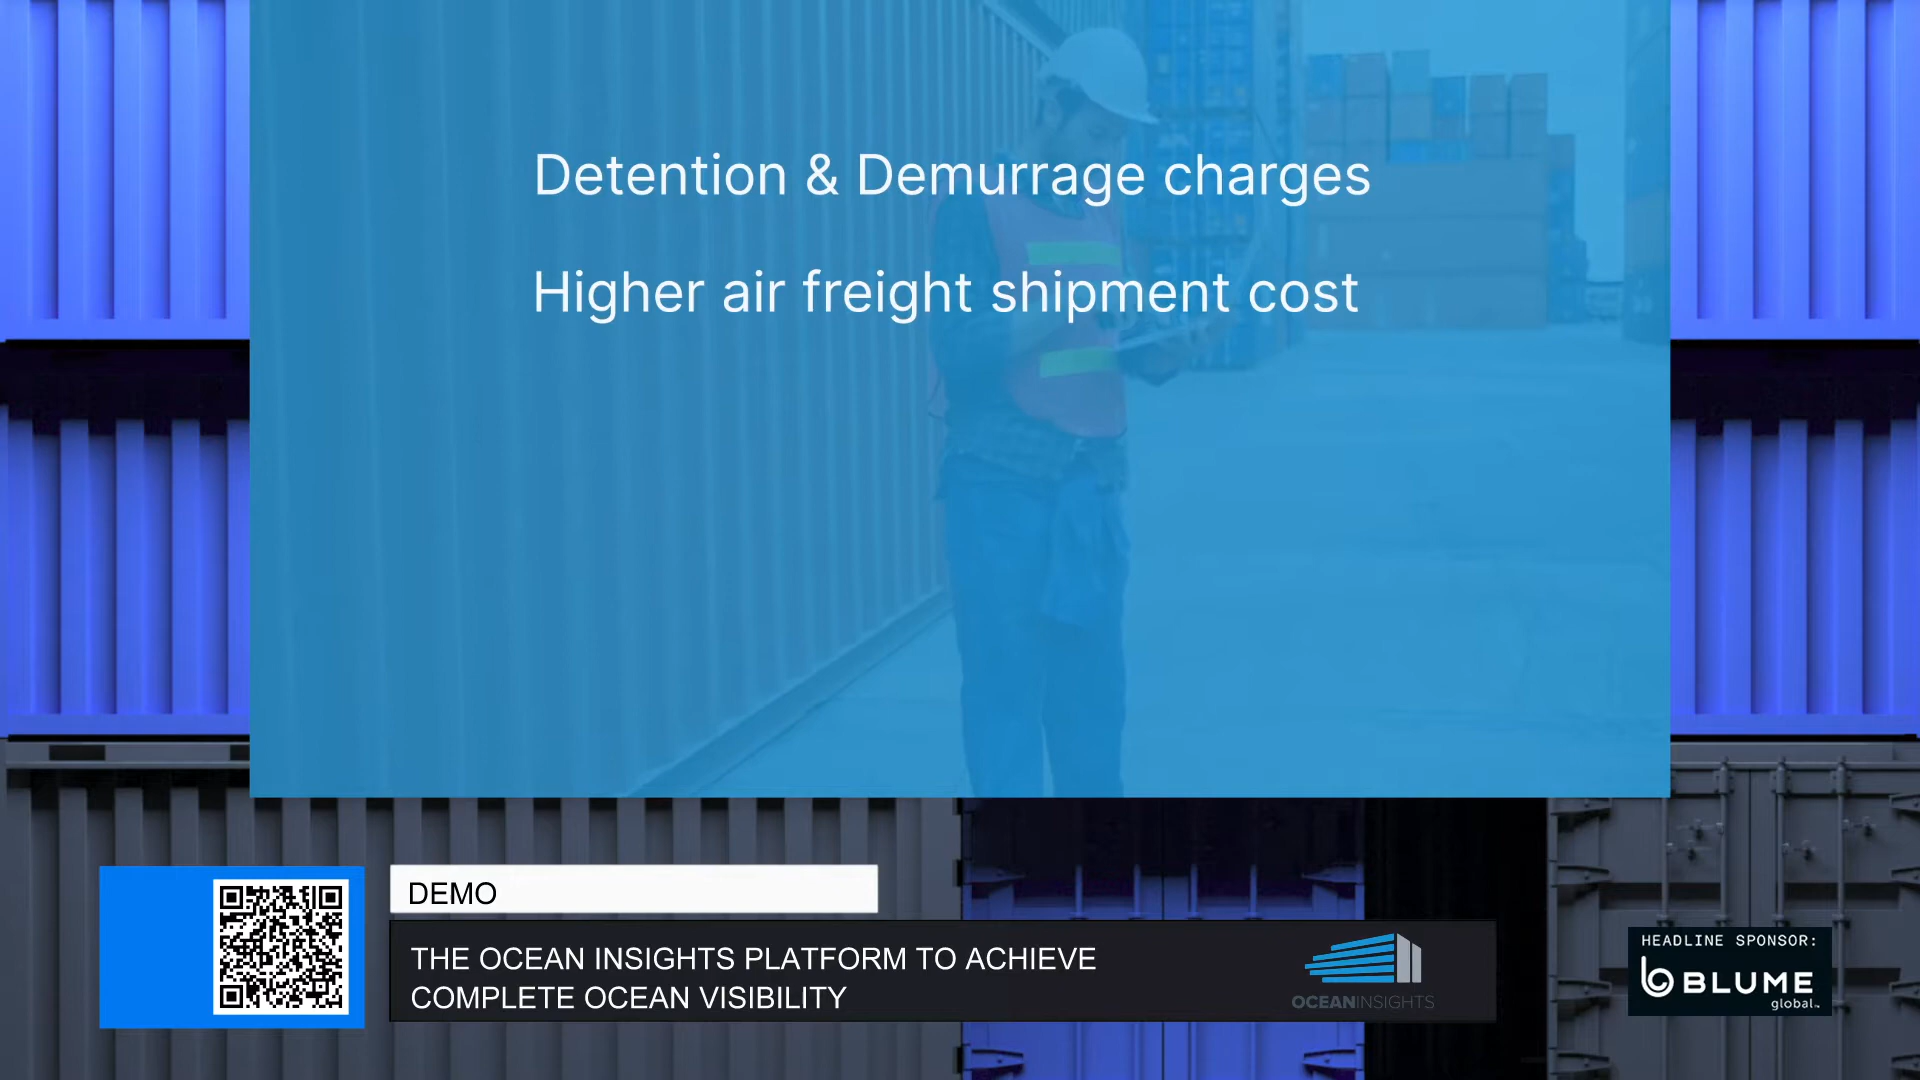 Detention & Demurrage charges
Higher air freight shipment cost
DEMO
THE OCEAN INSIGHTS PLATFORM TO ACHIEVE
COMPLETE OCEAN VISIBILITY
OCEANINSIGHTS
HEADLINE SPONSOR:
BLUME
global™